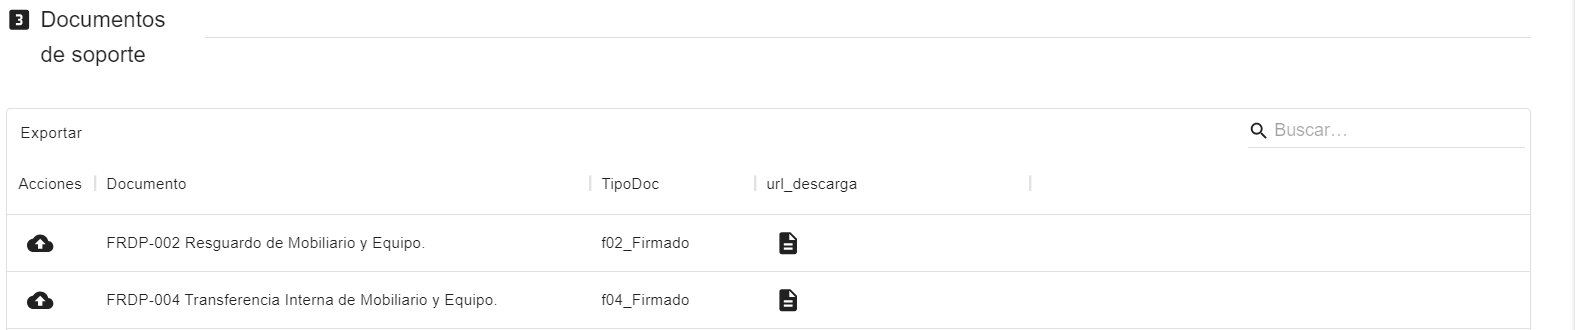 3 Documentos
de soporte
Exportar
Buscar...
Acciones Documento TipoDoc url_descarga
FRDP-002 Resguardo de Mobiliario y Equipo. f02_Firmado
FRDP-004 Transferencia Interna de Mobiliario y Equipo. f04_Firmado